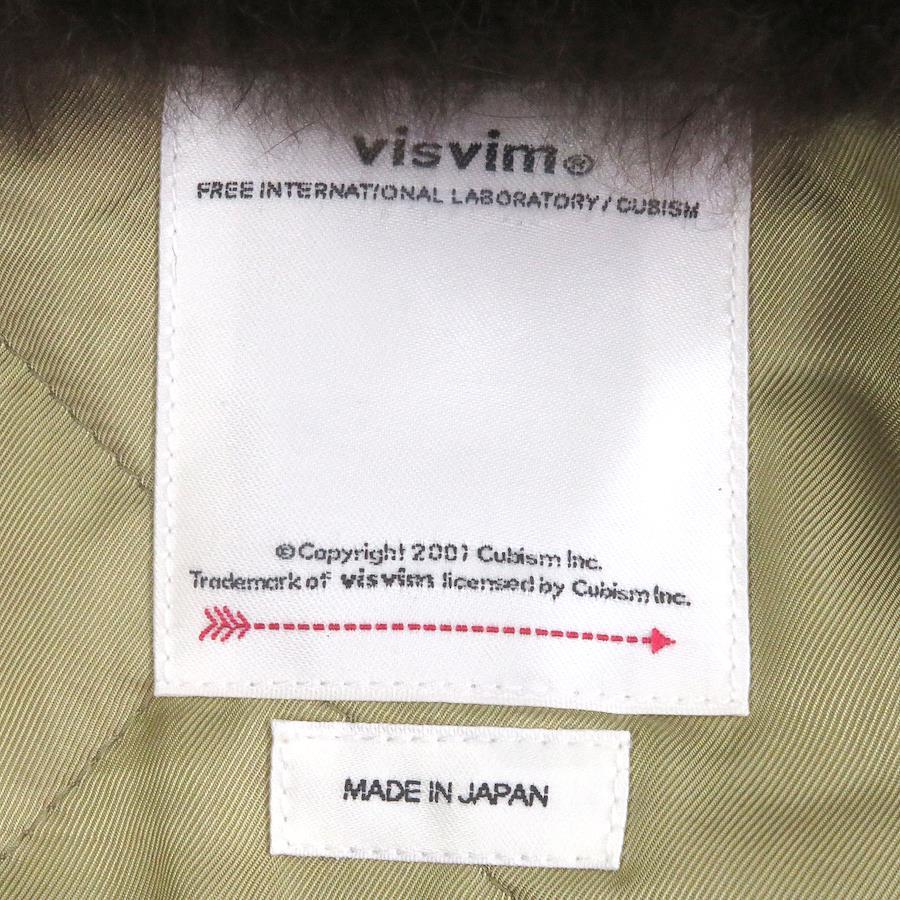 visvim®
FREE INTERNATIONAL LABORATORY / CUBISM
©Copyright 2001 Cubism Inc.
Trademark of visvim licensed by Cubism Inc.
MADE IN JAPAN